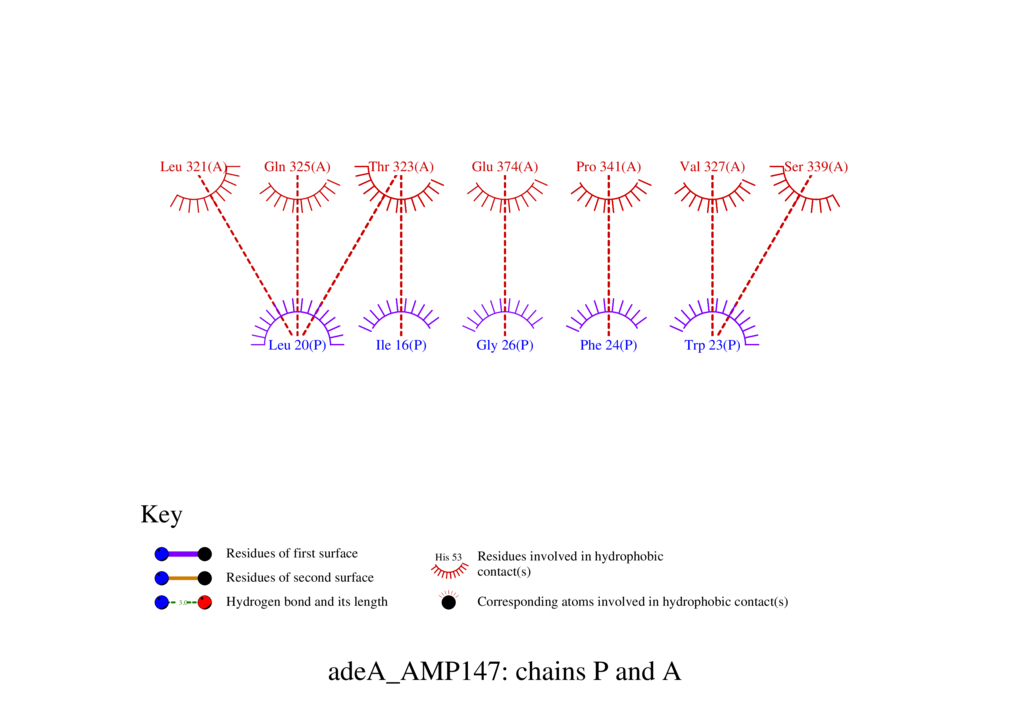 Leu 321(A) Gln 325(A) Thr 323(A) Glu 374(A) Pro 341(A) Val 327(A) Ser 339(A)
Leu 20(P) Ile 16(P) Gly 26(P) Phe 24(P) Trp 23(P)
Key
Residues of first surface
Residues of second surface
3.0 Hydrogen bond and its length
His 53 Residues involved in hydrophobic
contact(s)
Corresponding atoms involved in hydrophobic contact(s)
adeA_AMP147: chains P and A